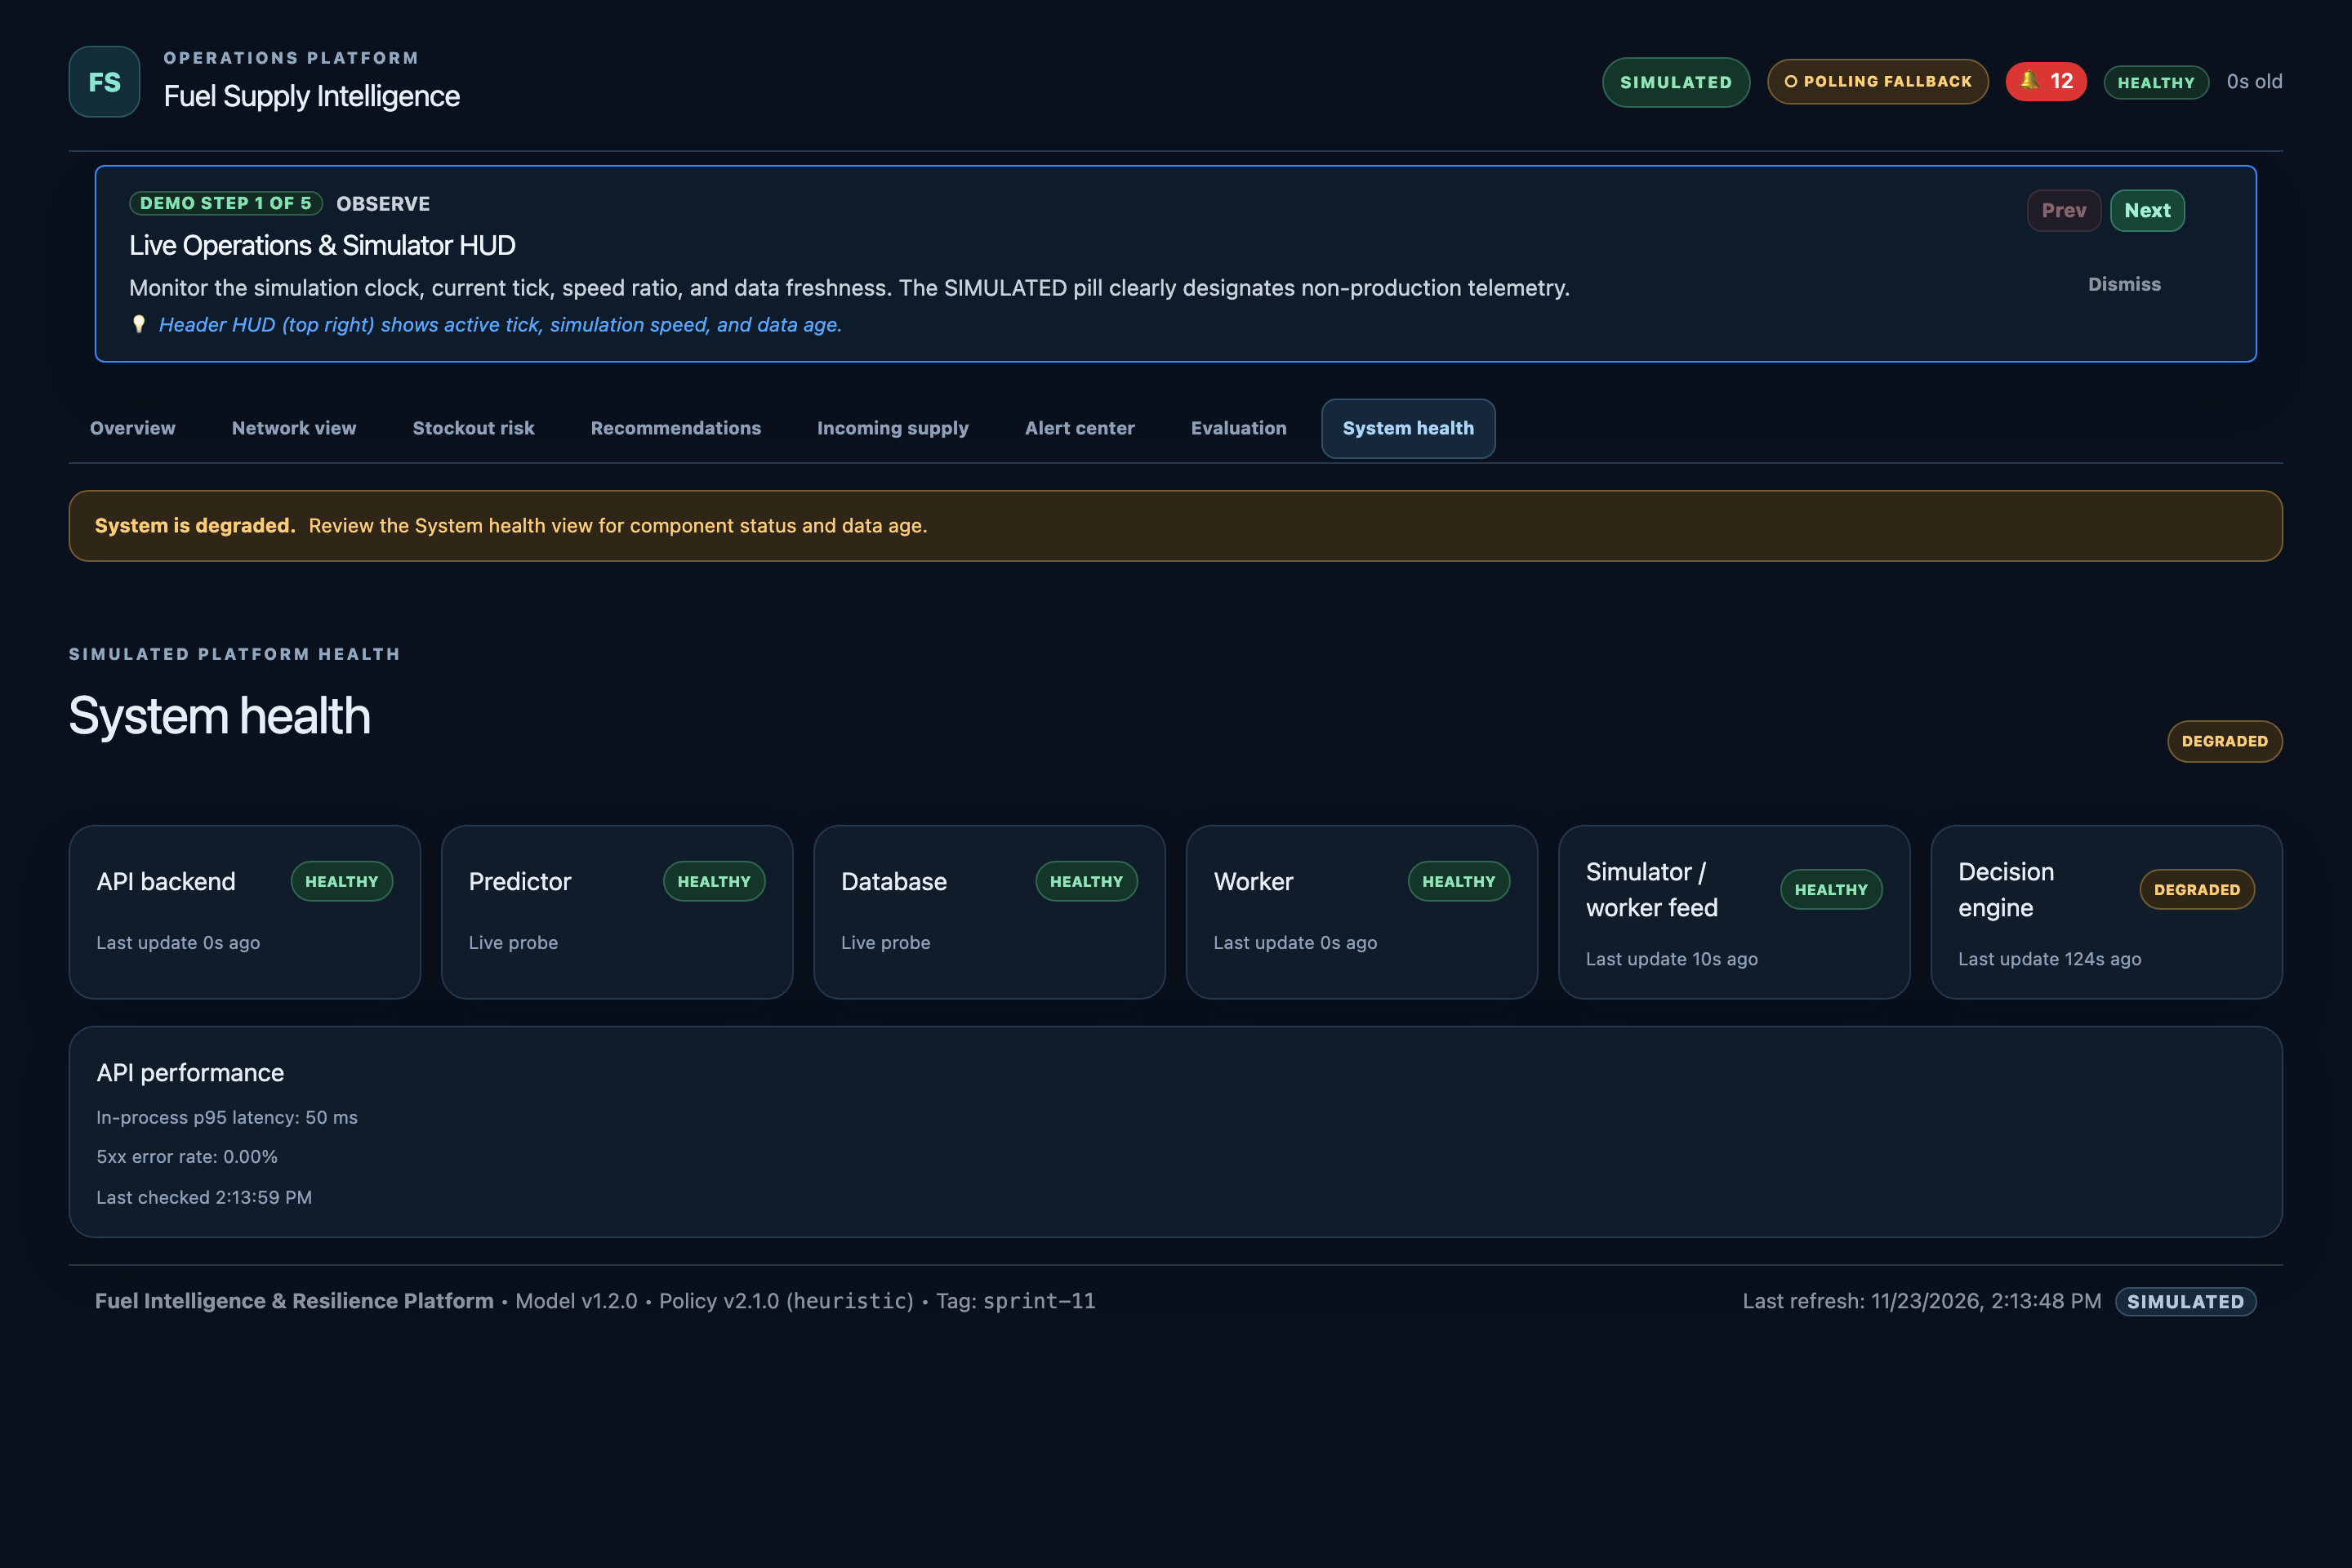 FS
OPERATIONS PLATFORM
Fuel Supply Intelligence
SIMULATED
POLLING FALLBACK
12
HEALTHY
0s old
DEMO STEP 1 OF 5 OBSERVE
Live Operations & Simulator HUD
Monitor the simulation clock, current tick, speed ratio, and data freshness. The SIMULATED pill clearly designates non-production telemetry.
Header HUD (top right) shows active tick, simulation speed, and data age.
Prev Next
Dismiss
Overview Network view Stockout risk Recommendations Incoming supply Alert center Evaluation System health
System is degraded. Review the System health view for component status and data age.
SIMULATED PLATFORM HEALTH
System health
DEGRADED
API backend HEALTHY
Last update 0s ago
Predictor HEALTHY
Live probe
Database HEALTHY
Live probe
Worker HEALTHY
Last update 0s ago
Simulator /
worker feed
HEALTHY
Last update 10s ago
Decision
engine
DEGRADED
Last update 124s ago
API performance
In-process p95 latency: 50 ms
5xx error rate: 0.00%
Last checked 2:13:59 PM
Fuel Intelligence & Resilience Platform • Model v1.2.0 • Policy v2.1.0 (heuristic) • Tag: sprint-11
Last refresh: 11/23/2026, 2:13:48 PM SIMULATED